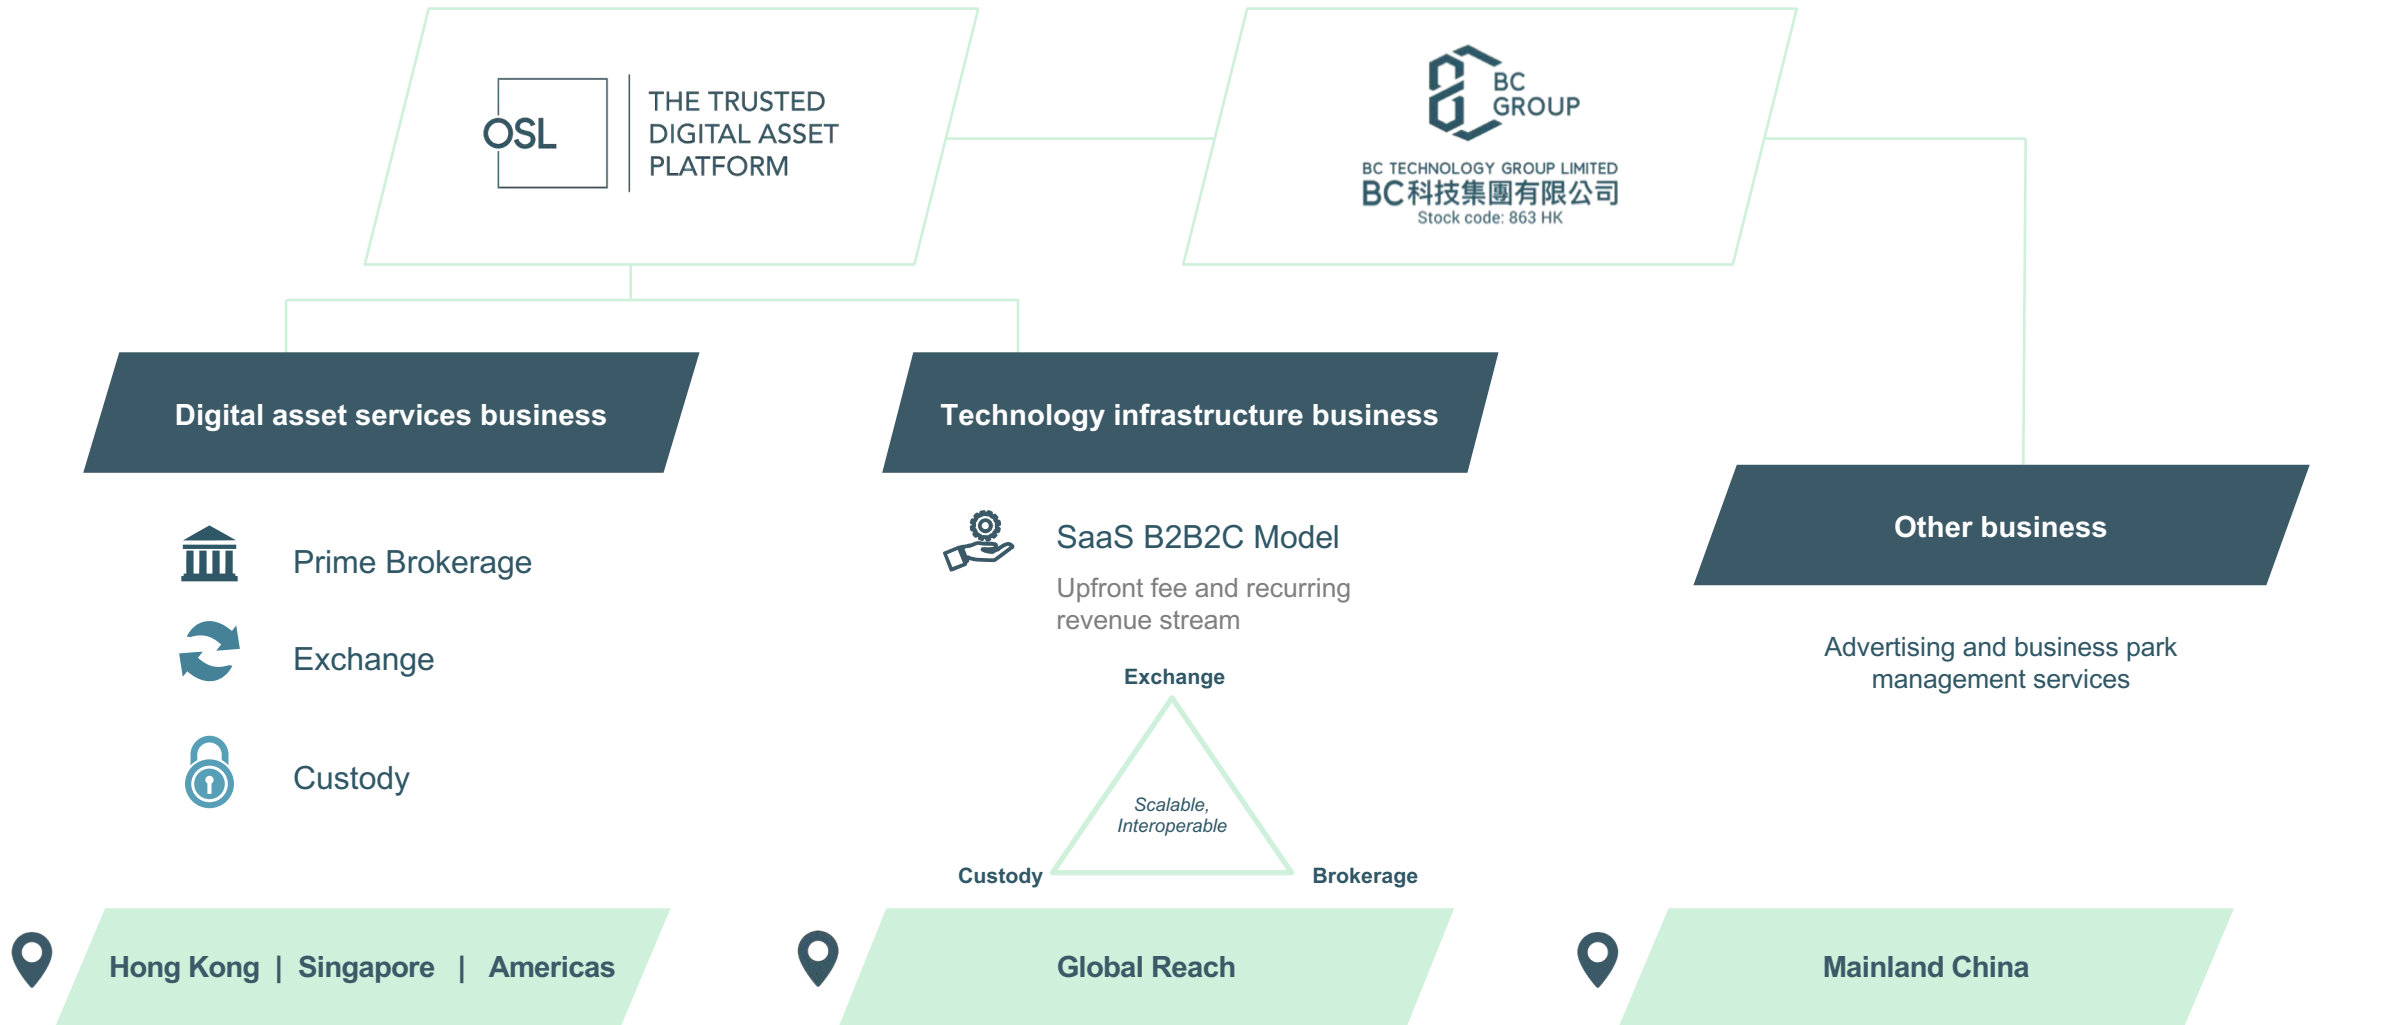 OSL
THE TRUSTED
DIGITAL ASSET
PLATFORM
BC
GROUP
BC TECHNOLOGY GROUP LIMITED
BC科技集團有限公司
Stock code: 863 HK
Digital asset services business
Prime Brokerage
Exchange
Custody
Technology infrastructure business
SaaS B2B2C Model
Upfront fee and recurring
revenue stream
Exchange
Scalable,
Interoperable
Custody
Brokerage
Other business
Advertising and business park
management services
Hong Kong | Singapore | Americas
Global Reach
Mainland China